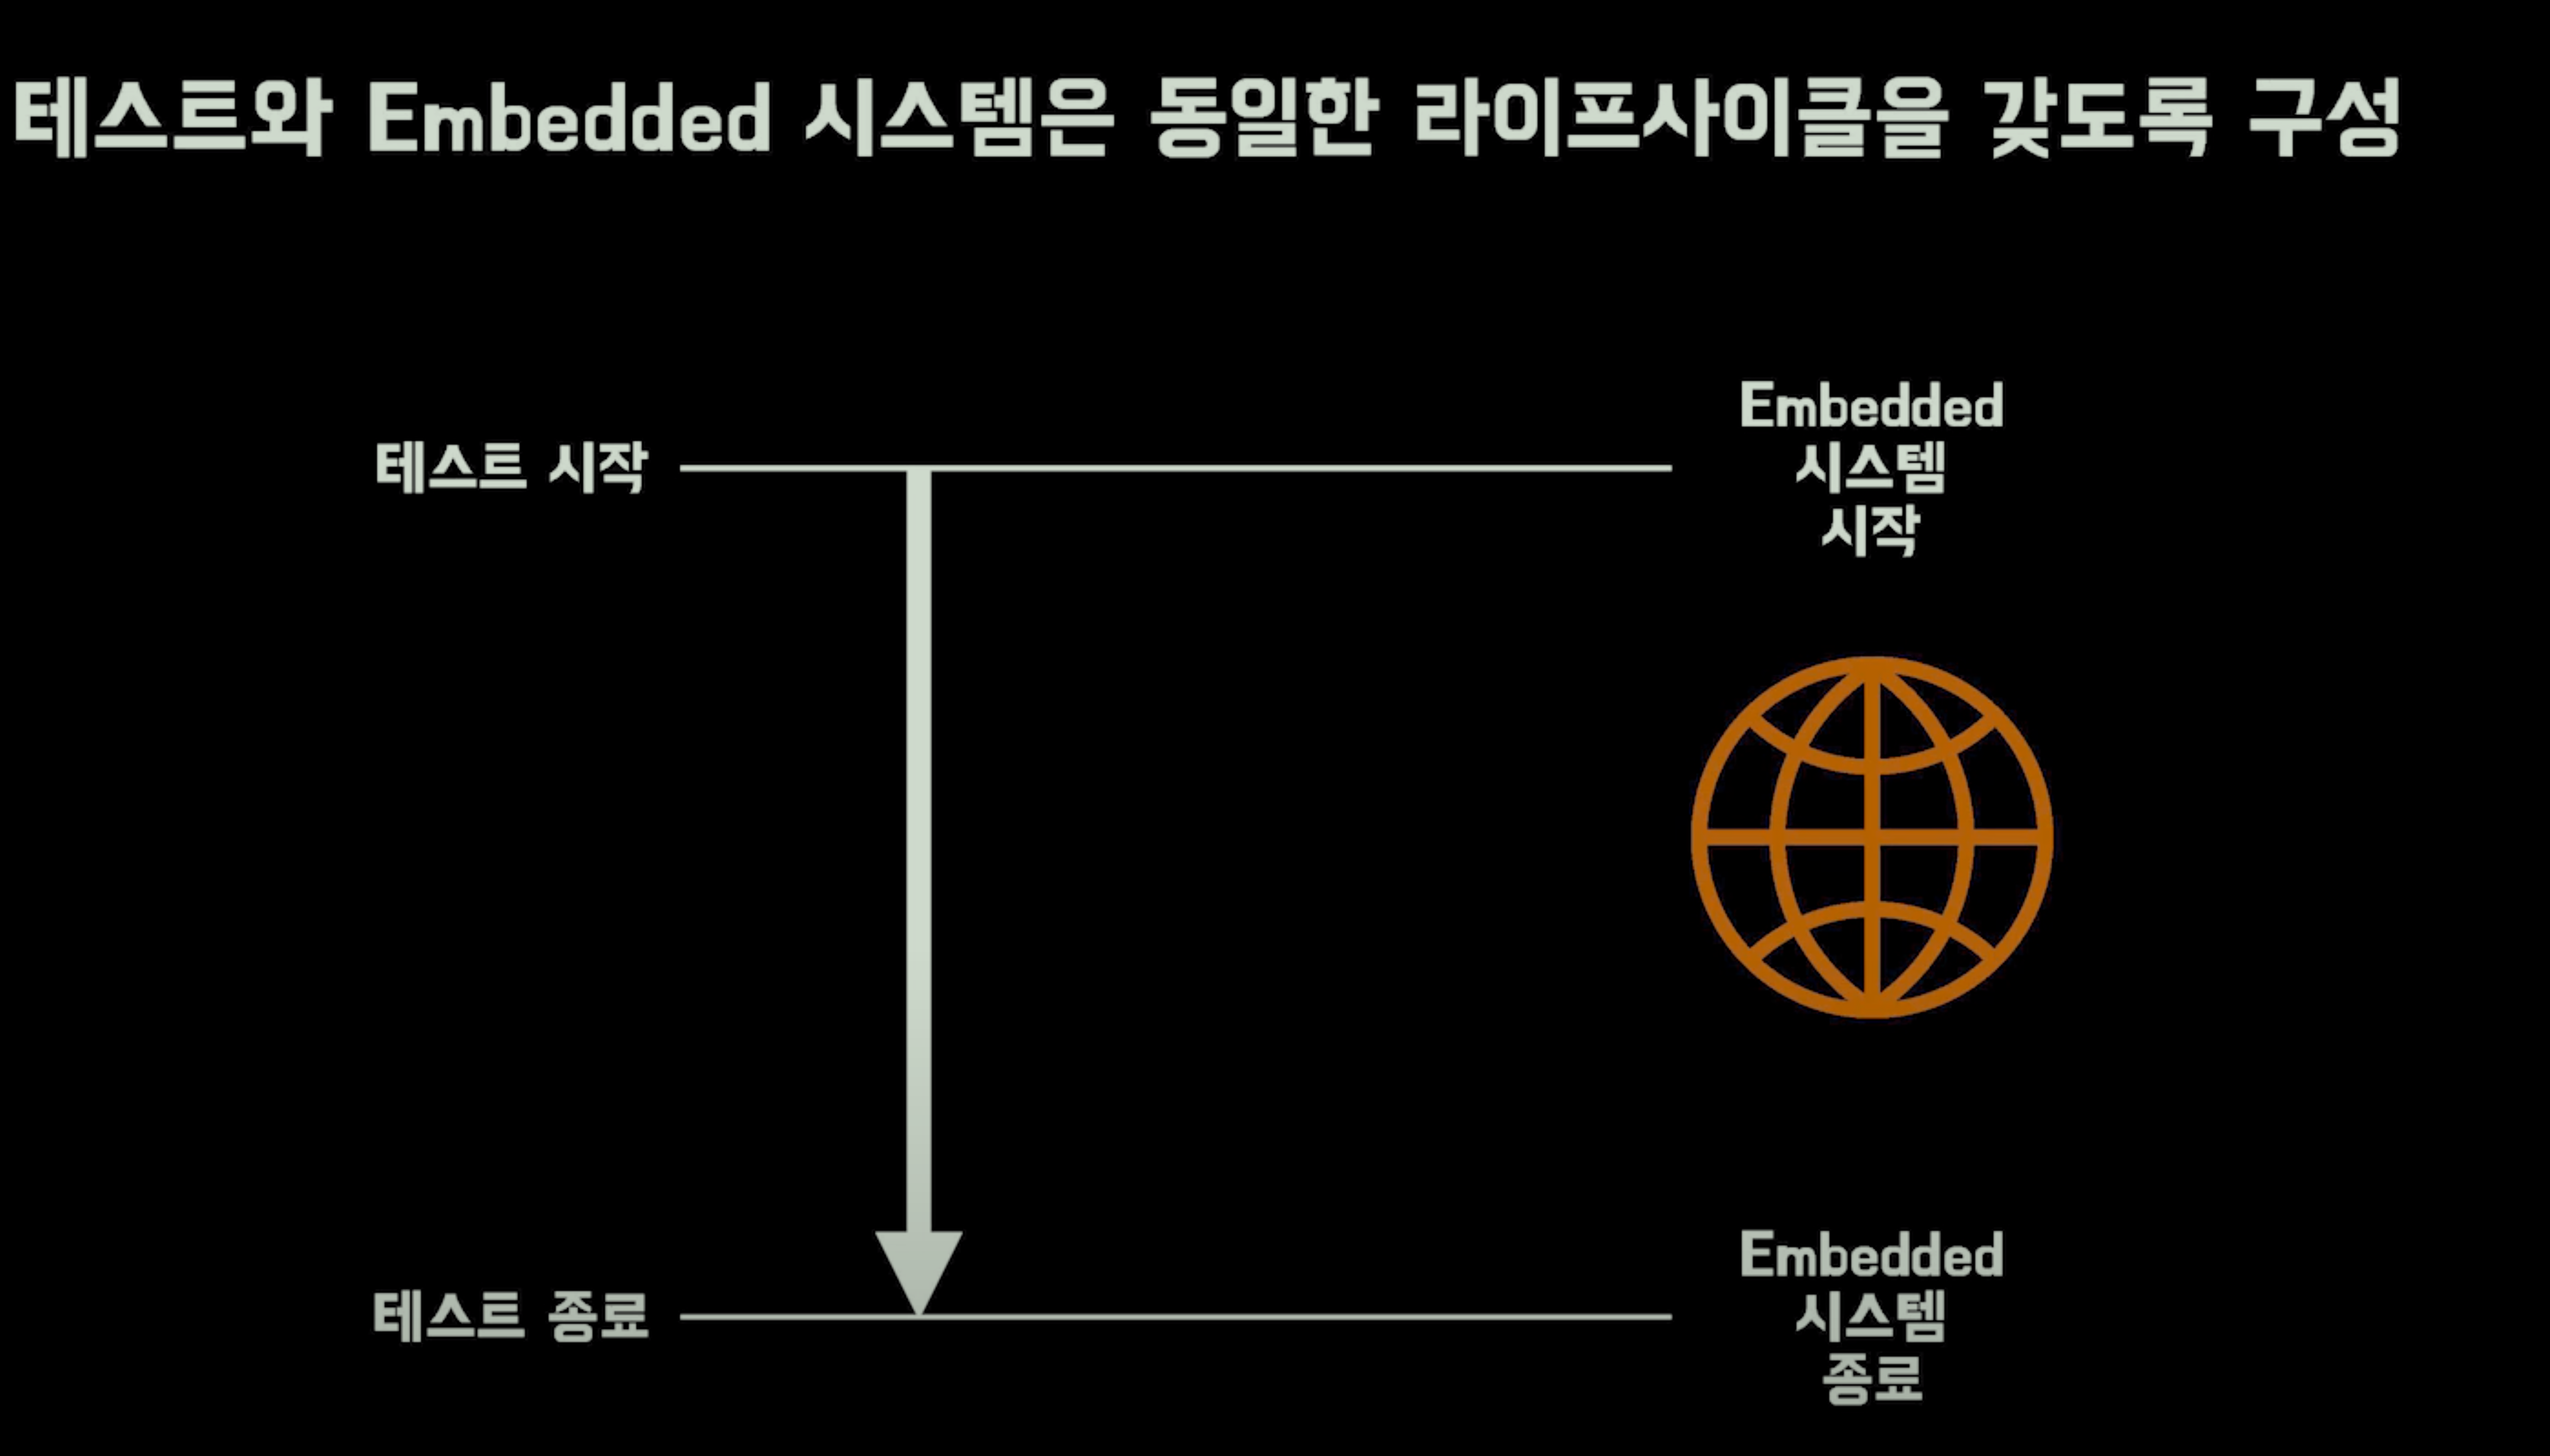 테스트와 Embedded 시스템은 동일한 라이프사이클을 갖도록 구성
테스트 시작
Embedded
시스템
시작
테스트 종료
Embedded
시스템
종료